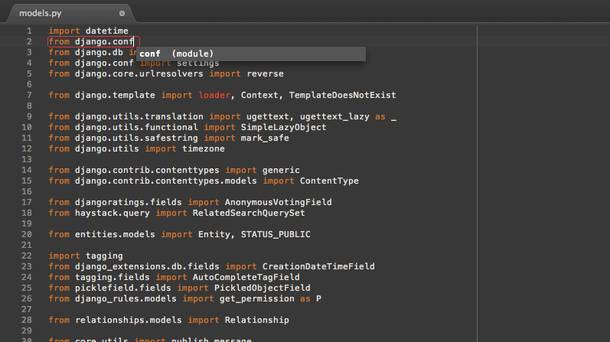 models.py
1 import datetime
2 from django.conf
conf (module)
3 from django.db i
4 from django.conf import settings
5 from django.core.urlresolvers import reverse
6
7 from django.template import loader, Context, TemplateDoesNotExist
8
9 from django.utils.translation import ugettext, ugettext_lazy as _
10 from django.utils.functional import SimpleLazyObject
11 from django.utils.safestring import mark_safe
12 from django.utils import timezone
13
14 from django.contrib.contenttypes import generic
15 from django.contrib.contenttypes.models import ContentType
16
17 from djangoratings.fields import AnonymousVotingField
18 from haystack.query import RelatedSearchQuerySet
19
20 from entities.models import Entity, STATUS_PUBLIC
21
22 import tagging
23 from django_extensions.db.fields import CreationDateTimeField
24 from tagging.fields import AutoCompleteTagField
25 from picklefield.fields import PickledObjectField
26 from django_rules.models import get_permission as P
27
28 from relationships.models import Relationship
29
30 from core.utils import publish_message